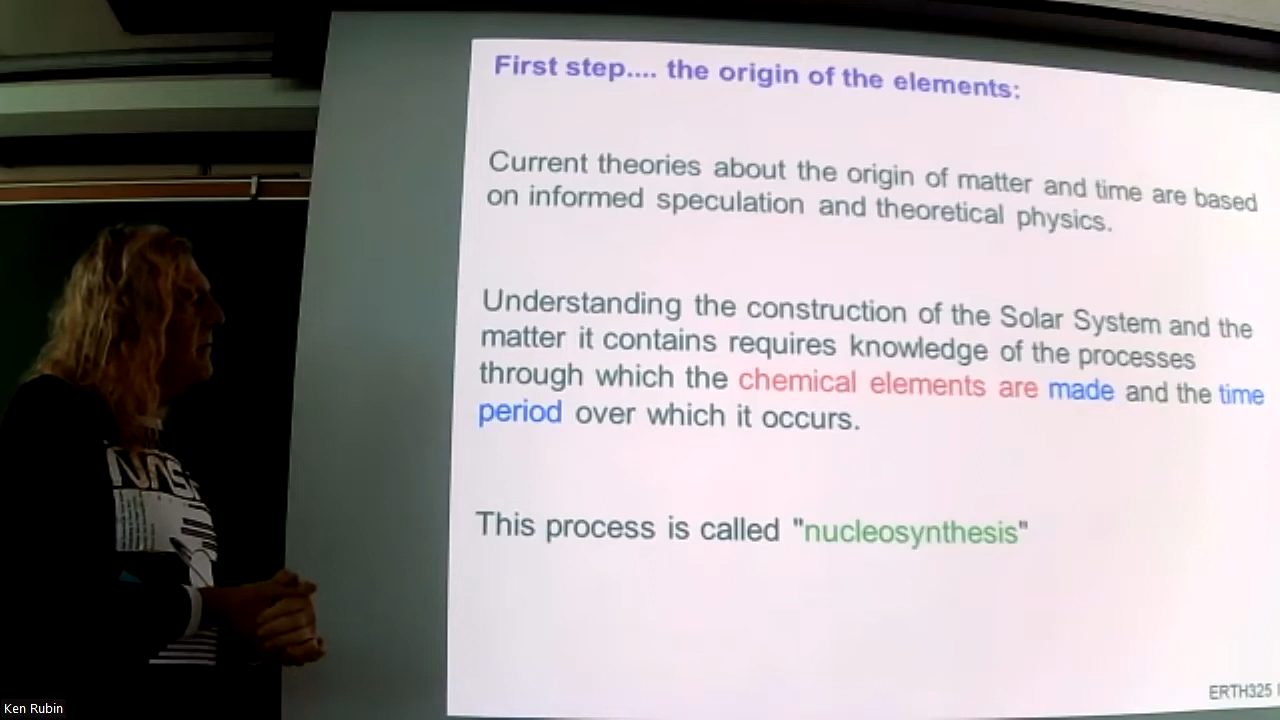 First step.... the origin of the elements:
Current theories about the origin of matter and time are based
on informed speculation and theoretical physics.
Understanding the construction of the Solar System and the
matter it contains requires knowledge of the processes
through which the chemical elements are made and the time
period over which it occurs.
This process is called "nucleosynthesis"
ERTH325
NAS
Ken Rubin